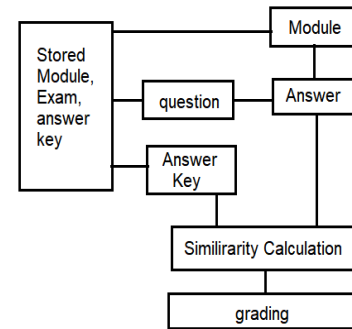 Stored
Module,
Exam,
answer
key
Module
question
Answer
Answer
Key
Similirarity Calculation
grading